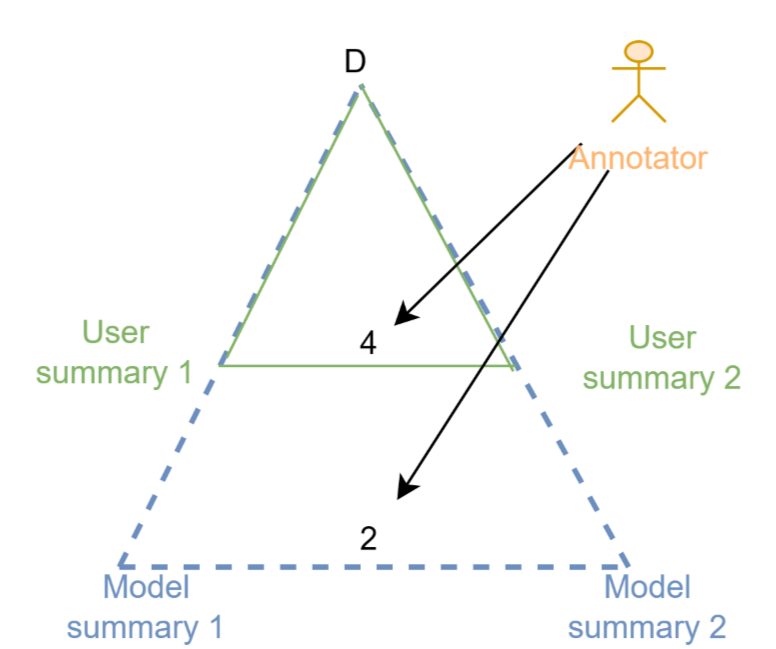 D
Annotator
User
summary 1
4
User
summary 2
2
Model
summary 1
Model
summary 2